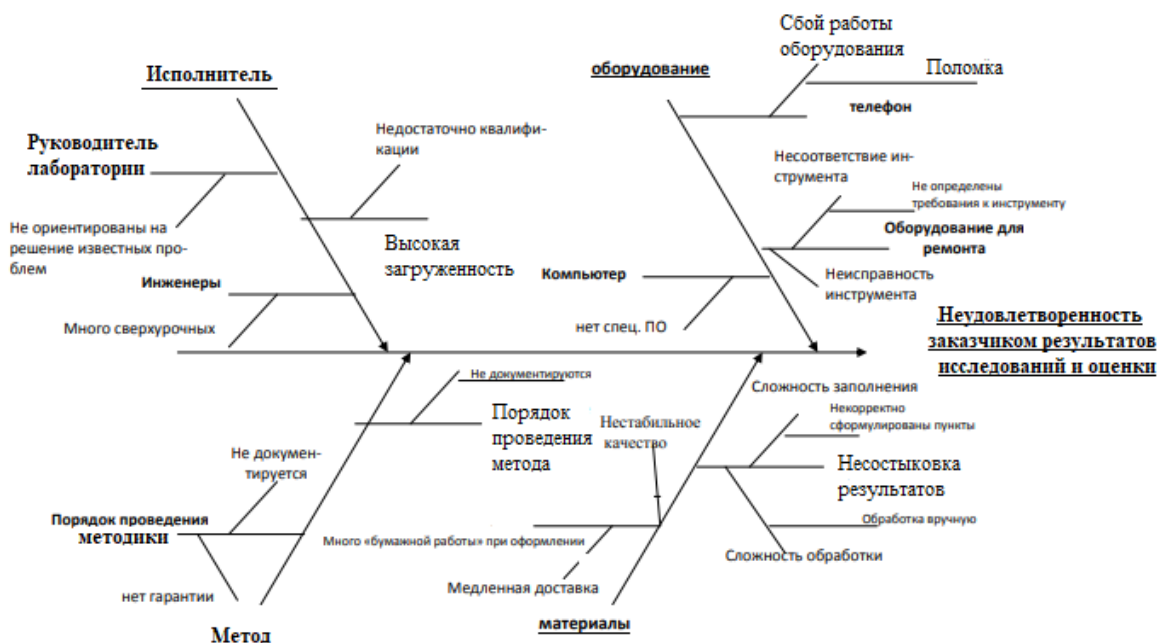 Сбой работы
оборудования
Исполнитель
оборудование
Поломка
телефон
Руководитель
лаборатории
Недостаточно квалифи-
кации
Несоответствие ин-
струмента
Не определены
требования к инструменту
Не ориентированы на
решение известных про-
блем
Высокая
загруженность
Оборудование для
ремонта
Инженеры
Компьютер
Неисправность
инструмента
Много сверхурочных
нет спец. ПО
Неудовлетворенность
заказчиком результатов
исследований и оценки
Не документируются
Сложность заполнения
Порядок
проведения
метода
Нестабильное
качество
Некорректно
сформулированы пункты
Не докумен-
тируется
Несостыковка
результатов
Порядок проведения
методики
Обработка вручную
Много «бумажной работы» при оформлении
Сложность обработки
Медленная доставка
нет гарантии
материалы
Метод